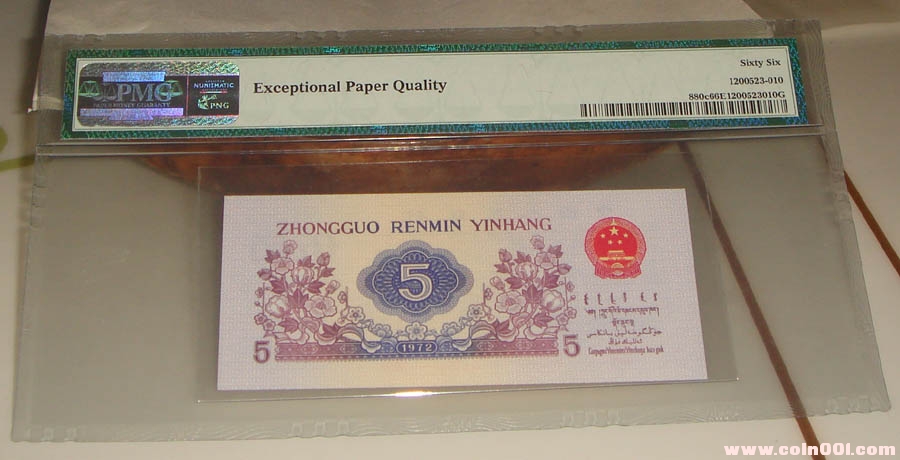 Sixty Six
PMG
PAPER MONEY GUARANTY
NUMISMATIC
PNG
Exceptional Paper Quality
1200523-010
880c66E1200523010G
ZHONGGUO RENMIN YINHANG
5
5
1972
5
www.coin001.com